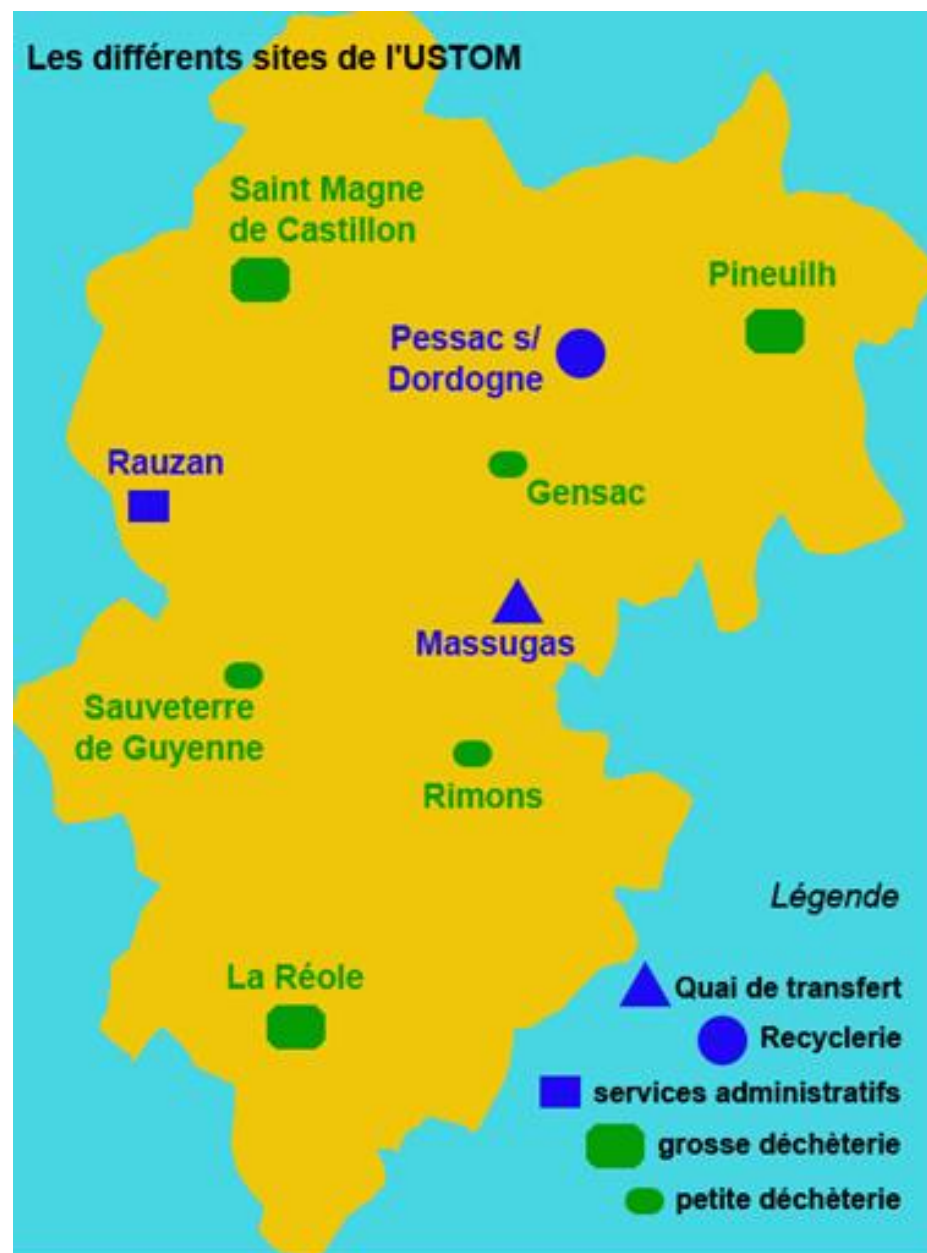 Les différents sites de l'USTOM
Saint Magne
de Castillon
Pineuilh
Pessac s/
Dordogne
Rauzan
Gensac
Massugas
Sauveterre
de Guyenne
Rimons
La Réole
Légende
Quai de transfert
Recyclerie
services administratifs
grosse déchèterie
petite déchèterie